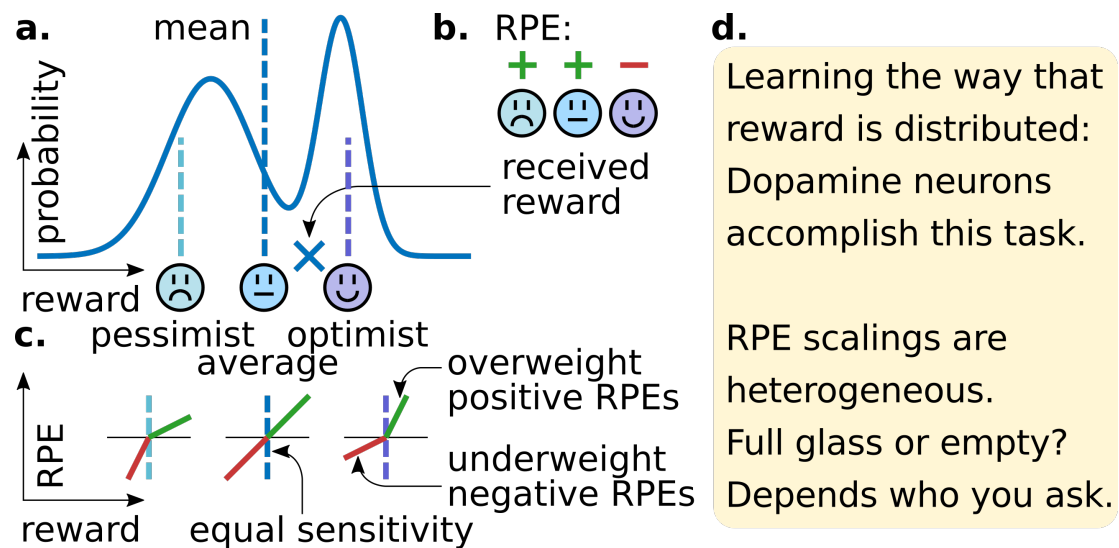 a.
mean
probability
reward
pessimist
optimist
average
b.
RPE:
+ + −
received
reward
c.
RPE
reward
overweight
positive RPEs
underweight
negative RPEs
equal sensitivity
d.
Learning the way that
reward is distributed:
Dopamine neurons
accomplish this task.
RPE scalings are
heterogeneous.
Full glass or empty?
Depends who you ask.